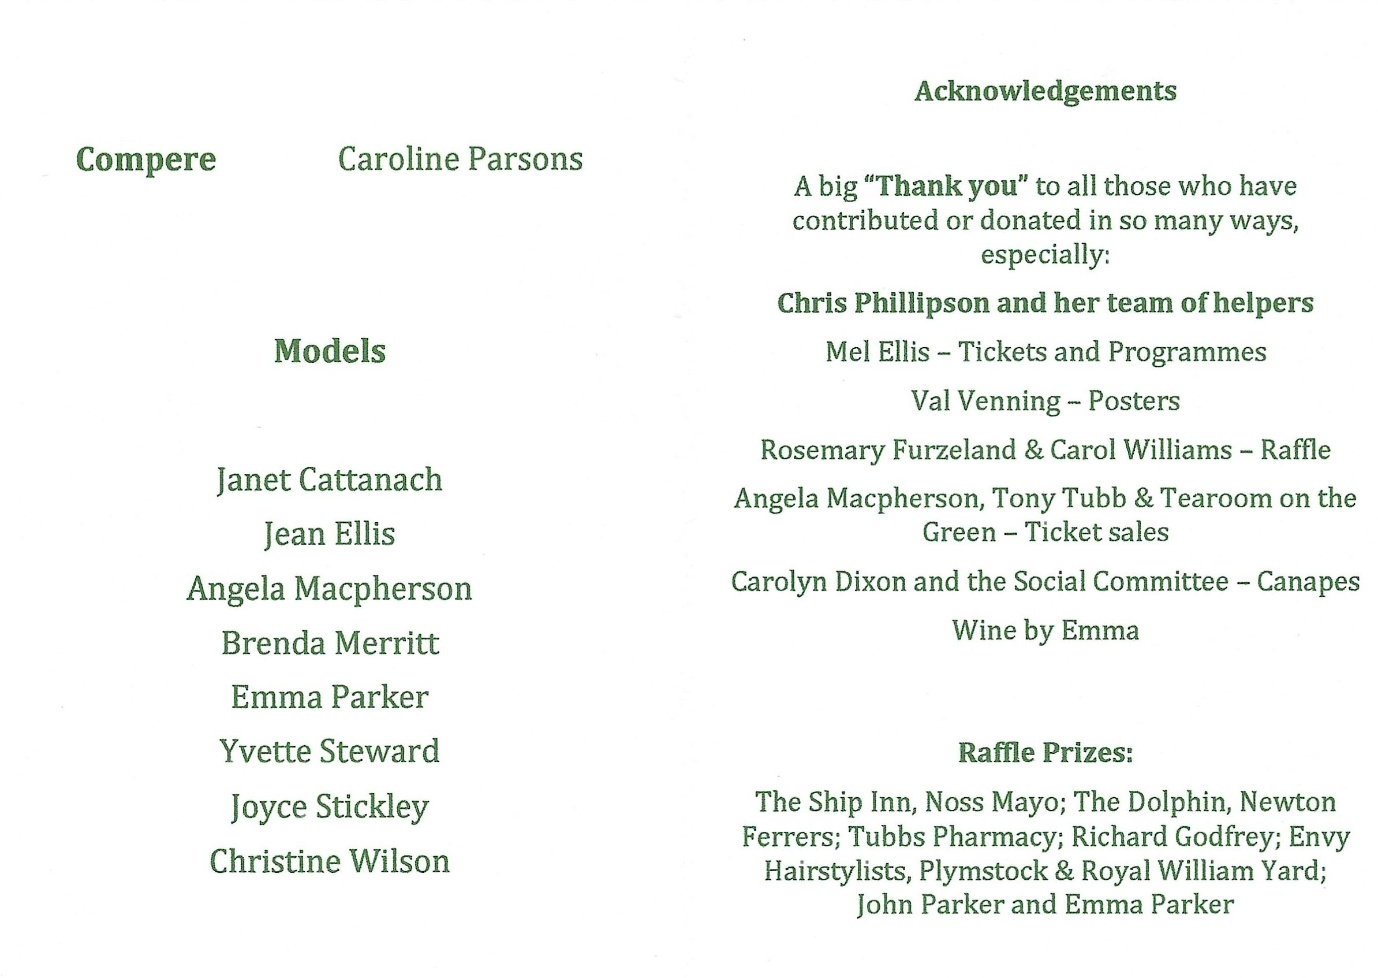 Compere Caroline Parsons
Models
Janet Cattanach
Jean Ellis
Angela Macpherson
Brenda Merritt
Emma Parker
Yvette Steward
Joyce Stickley
Christine Wilson
Acknowledgements
A big “Thank you” to all those who have
contributed or donated in so many ways,
especially:
Chris Phillipson and her team of helpers
Mel Ellis – Tickets and Programmes
Val Venning – Posters
Rosemary Furzeland & Carol Williams – Raffle
Angela Macpherson, Tony Tubb & Tearoom on the
Green – Ticket sales
Carolyn Dixon and the Social Committee – Canapes
Wine by Emma
Raffle Prizes:
The Ship Inn, Noss Mayo; The Dolphin, Newton
Ferrers; Tubbs Pharmacy; Richard Godfrey; Envy
Hairstylists, Plymstock & Royal William Yard;
John Parker and Emma Parker